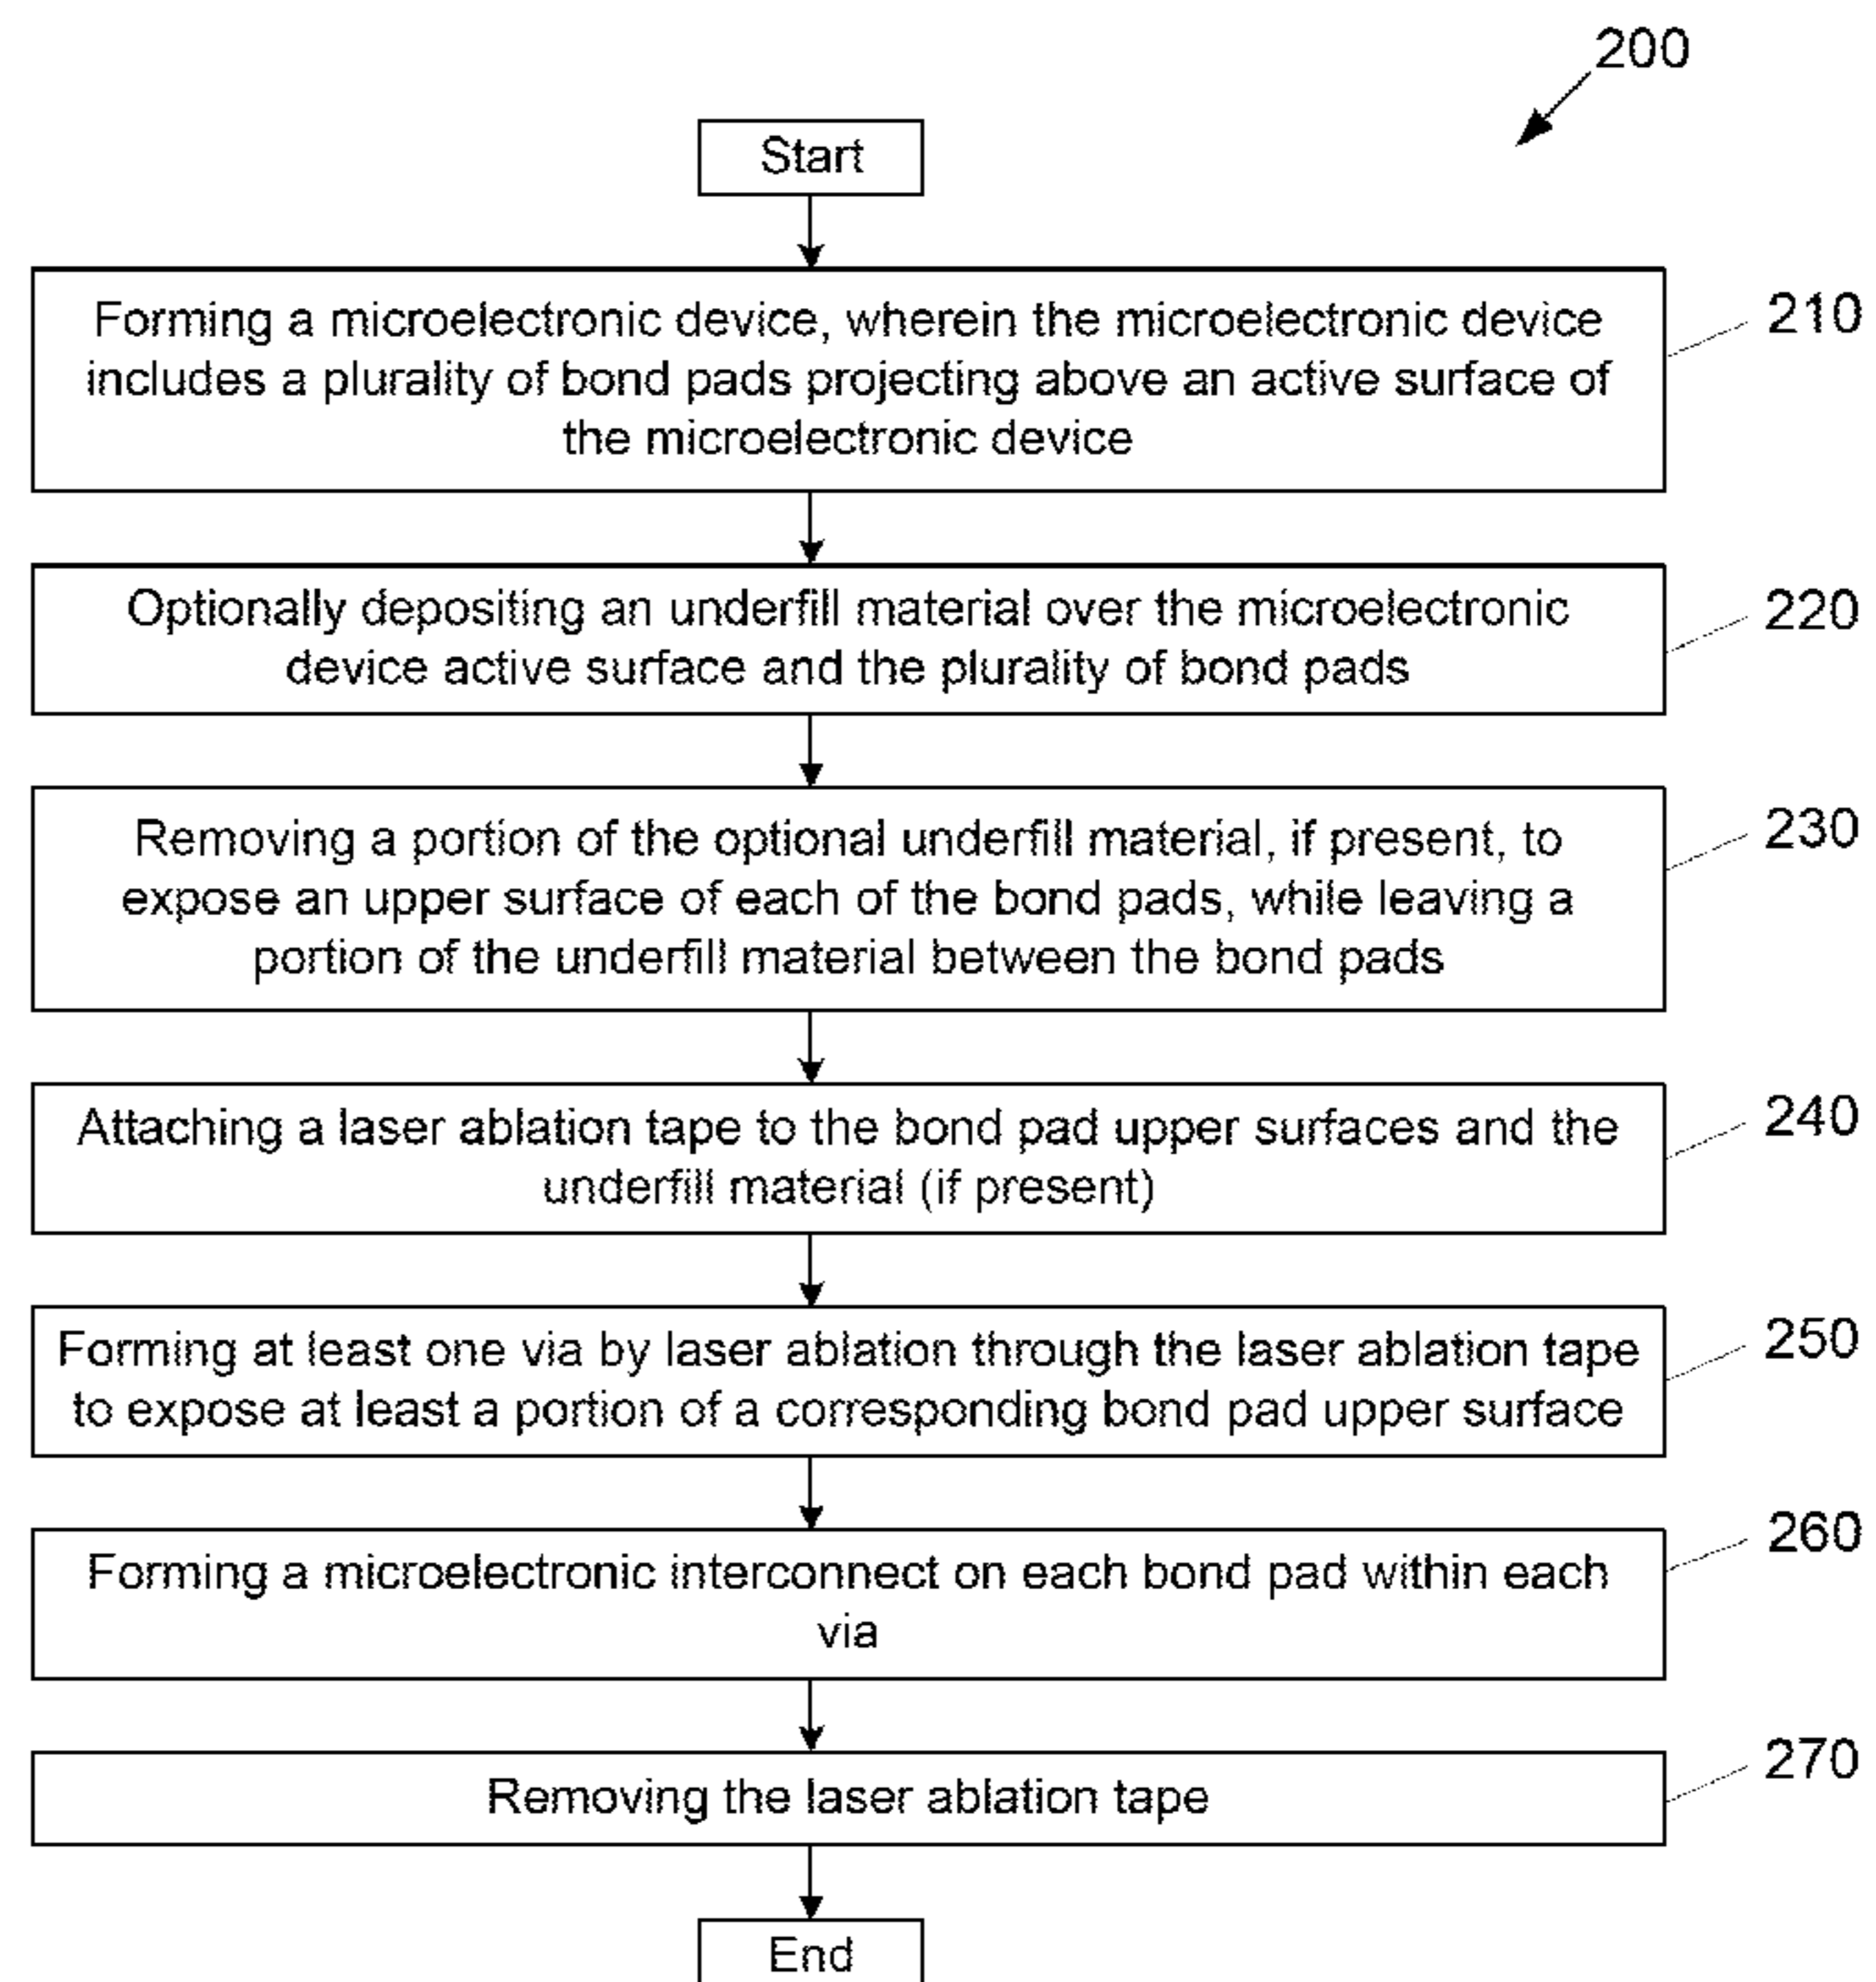 200
Start
Forming a microelectronic device, wherein the microelectronic device
includes a plurality of bond pads projecting above an active surface of
the microelectronic device
210
Optionally depositing an underfill material over the microelectronic
device active surface and the plurality of bond pads
220
Removing a portion of the optional underfill material, if present, to
expose an upper surface of each of the bond pads, while leaving a
portion of the underfill material between the bond pads
230
Attaching a laser ablation tape to the bond pad upper surfaces and the
underfill material (if present)
240
Forming at least one via by laser ablation through the laser ablation tape
to expose at least a portion of a corresponding bond pad upper surface
250
Forming a microelectronic interconnect on each bond pad within each
via
260
Removing the laser ablation tape
270
End